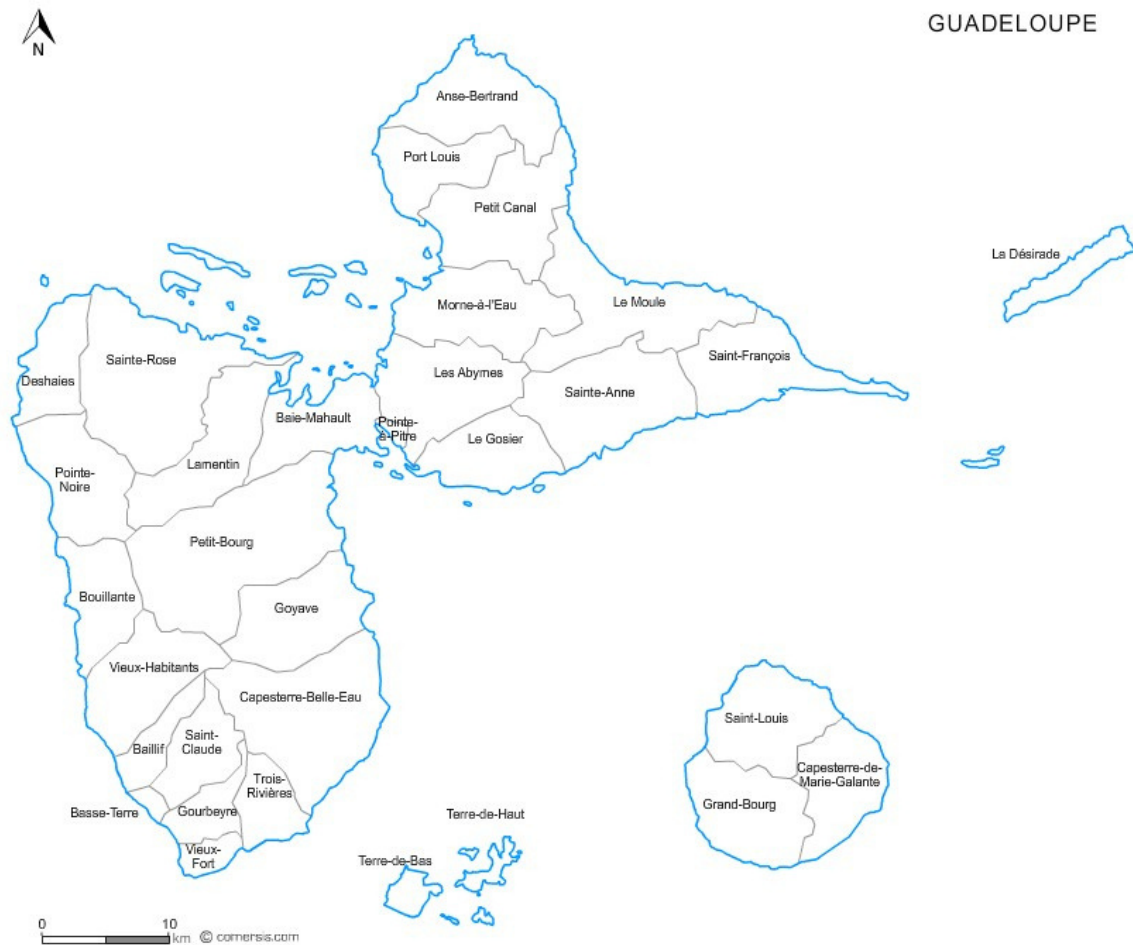 N
GUADELOUPE
Anse-Bertrand
Port Louis
Petit Canal
La Désirade
Morne-à-l'Eau
Le Moule
Sainte-Rose
Saint-François
Deshaies
Les Abymes
Sainte-Anne
Baie-Mahault
Pointe-
à-Pitre
Le Gosier
Lamentin
Pointe-
Noire
Petit-Bourg
Bouillante
Goyave
Vieux-Habitants
Capesterre-Belle-Eau
Saint-Louis
Baillif
Saint-
Claude
Capesterre-de-
Marie-Galante
Trois-
Rivières
Grand-Bourg
Basse-Terre
Gourbeyre
Terre-de-Haut
Vieux-
Fort
Terre-de-Bas
0 10
km © comersis.com